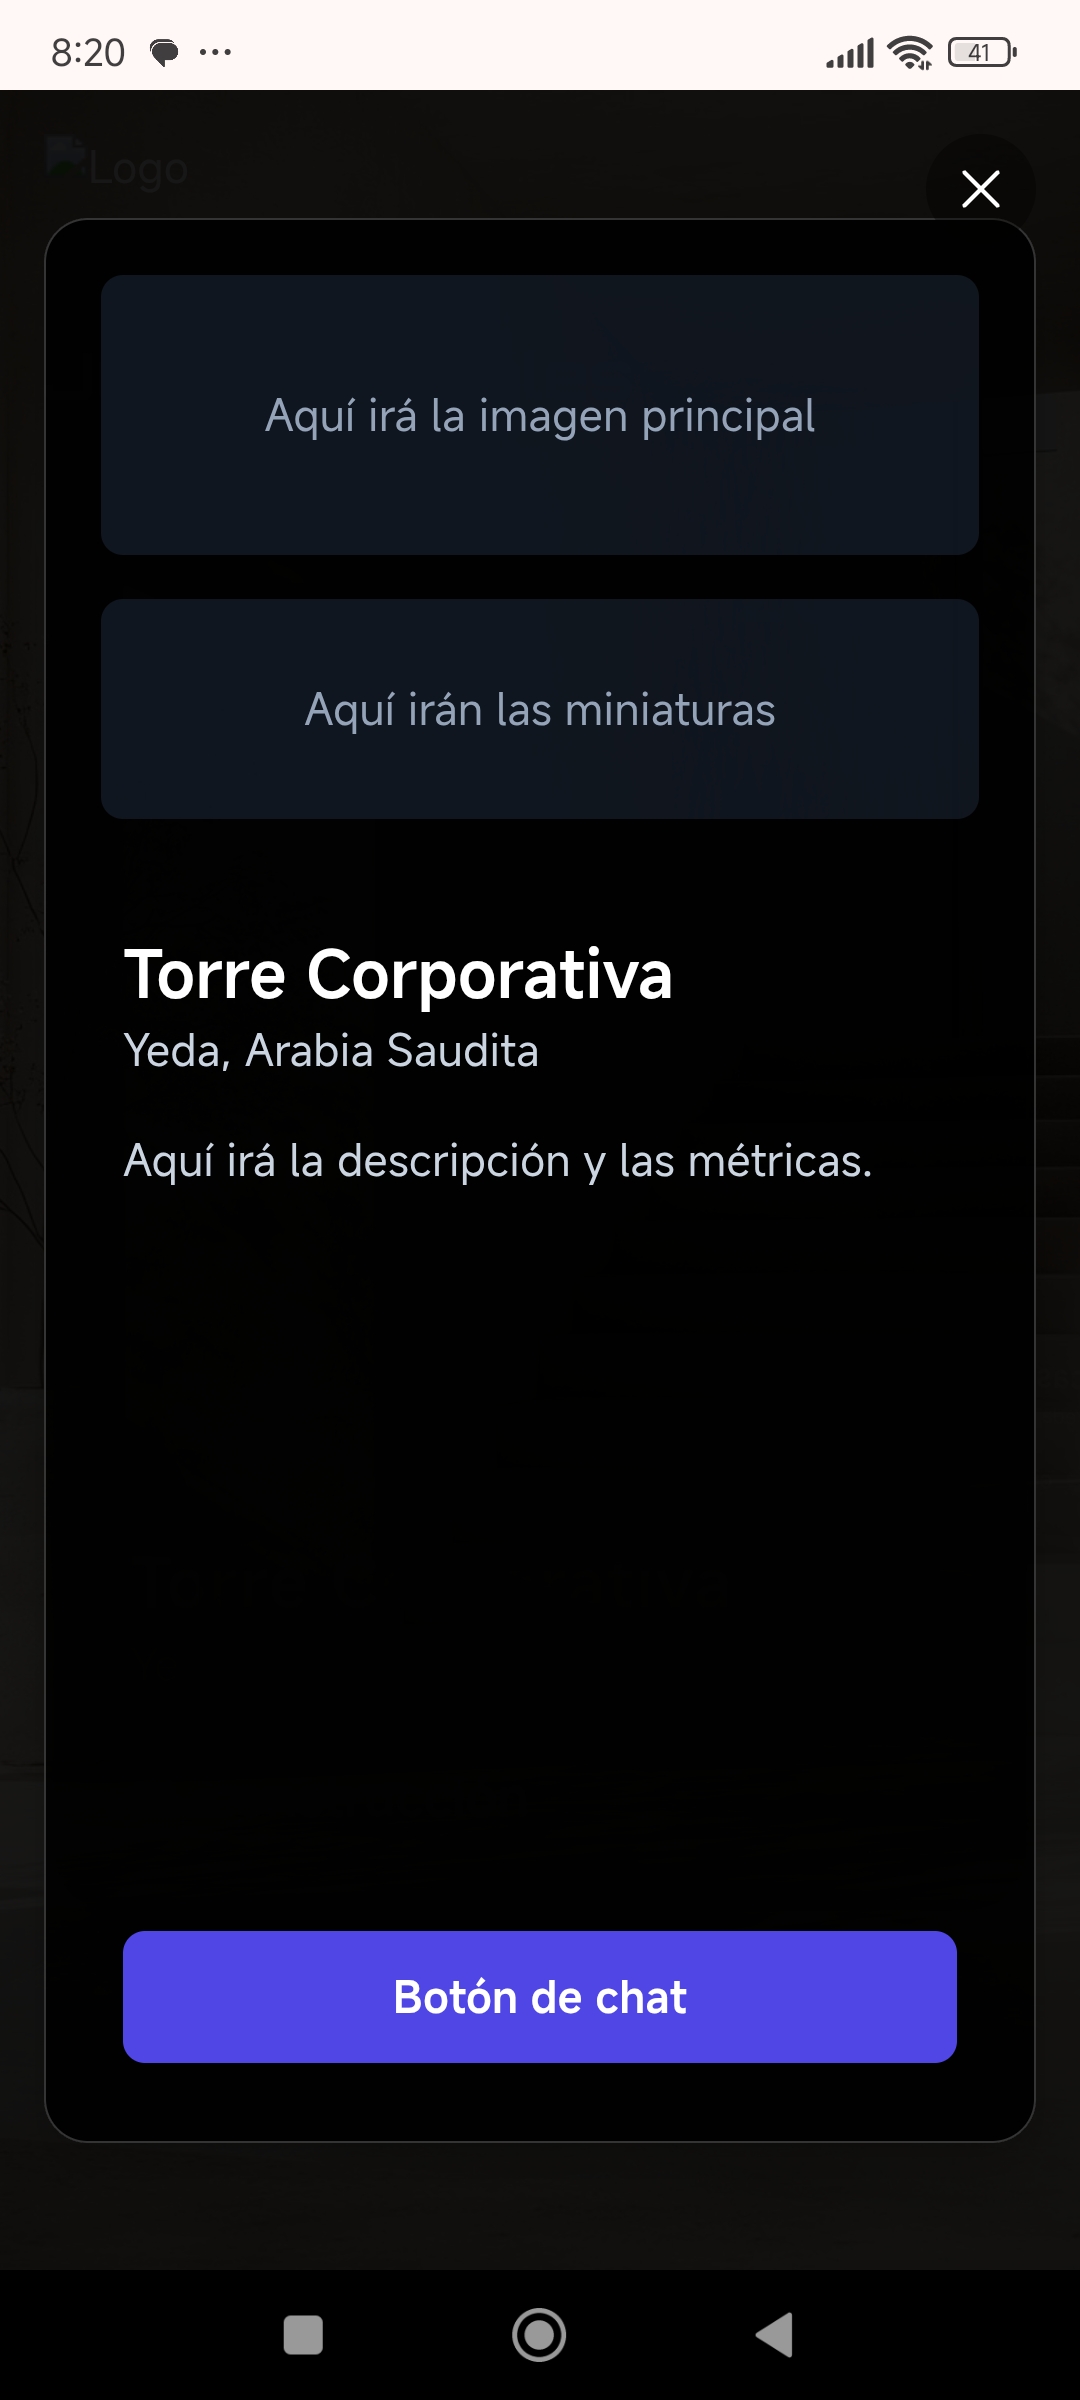 8:20
41
Logo
Aquí irá la imagen principal
Aquí irán las miniaturas
Torre Corporativa
Yeda, Arabia Saudita
Aquí irá la descripción y las métricas.
Botón de chat